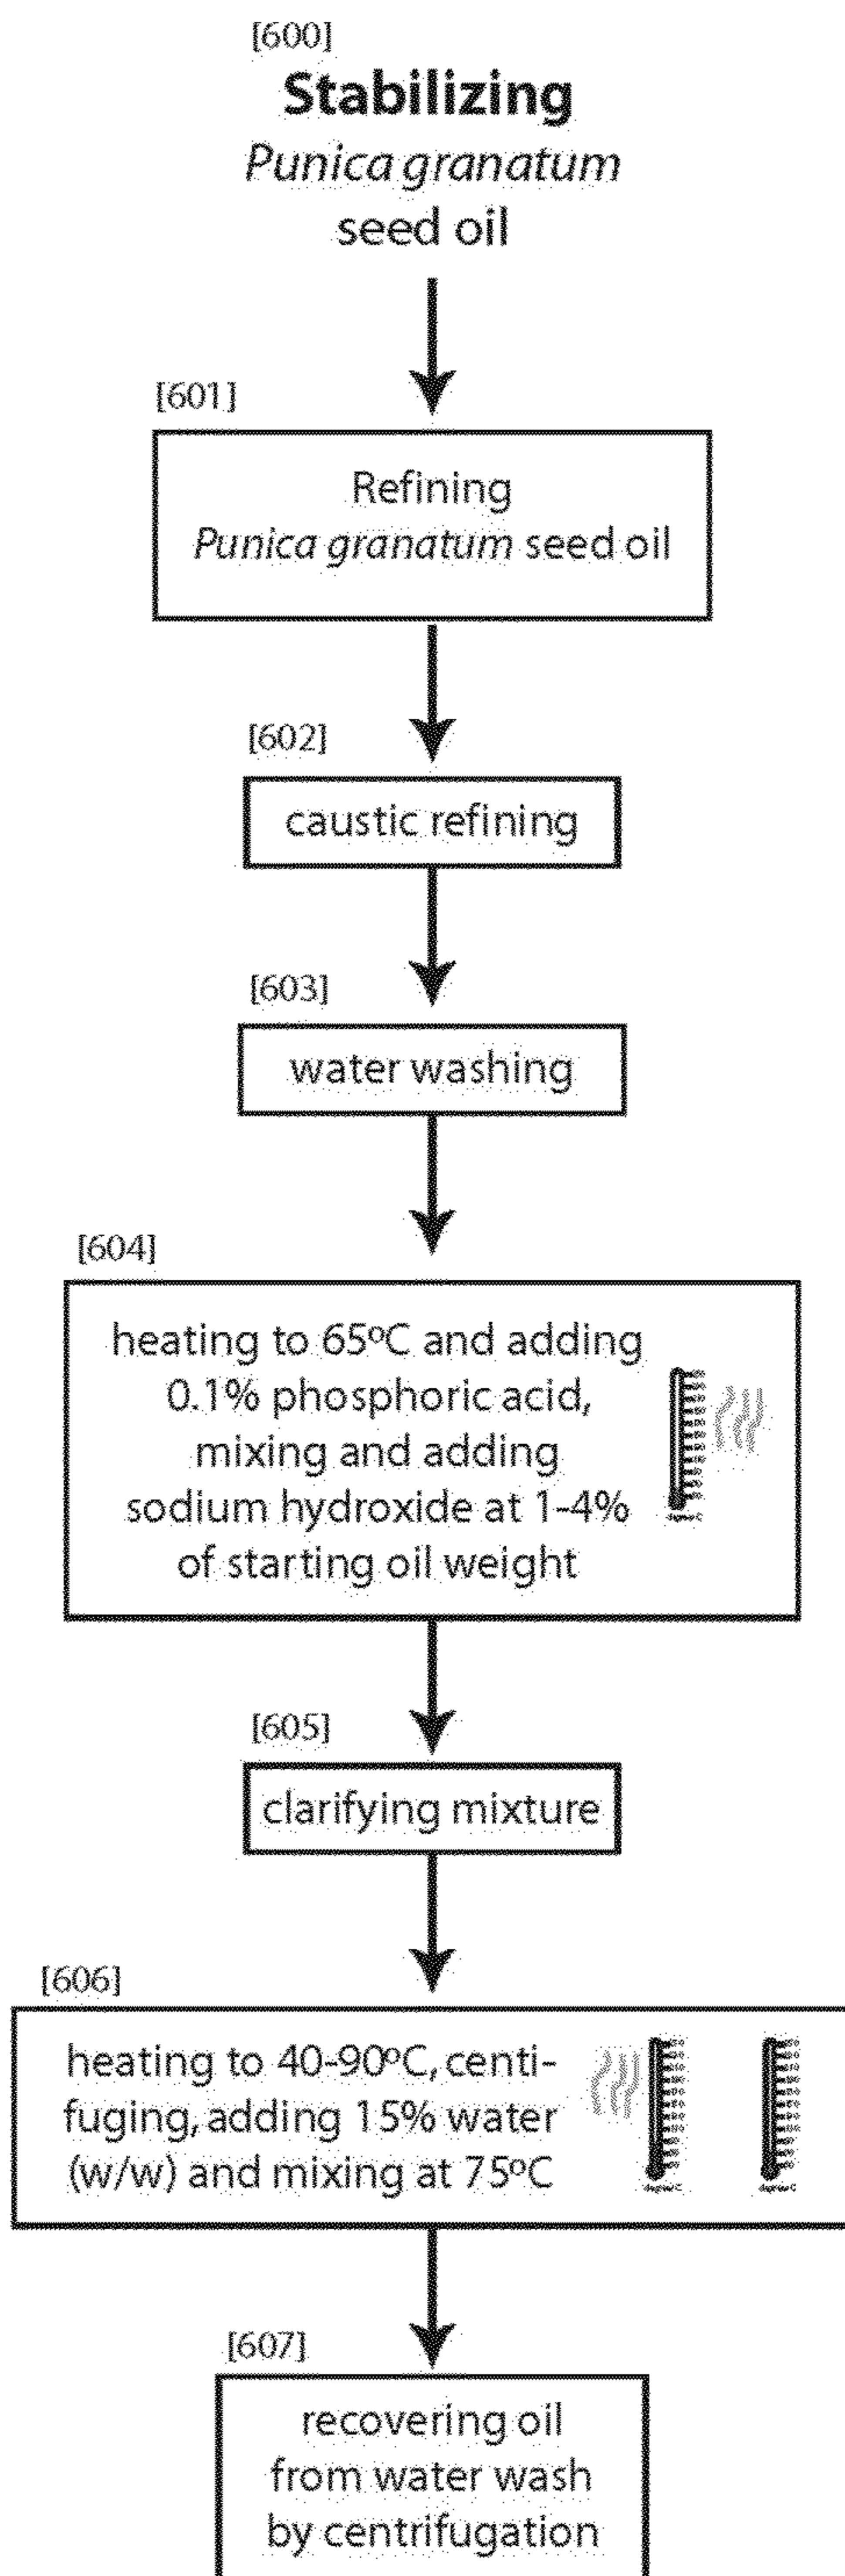 [600]
Stabilizing
Punica granatum
seed oil
[601]
Refining
Punica granatum seed oil
[602]
caustic refining
[603]
water washing
[604]
heating to 65ºC and adding
0.1% phosphoric acid,
mixing and adding
sodium hydroxide at 1-4%
of starting oil weight
[605]
clarifying mixture
[606]
heating to 40-90ºC, centi-
fuging, adding 15% water
(w/w) and mixing at 75ºC
[607]
recovering oil
from water wash
by centrifugation